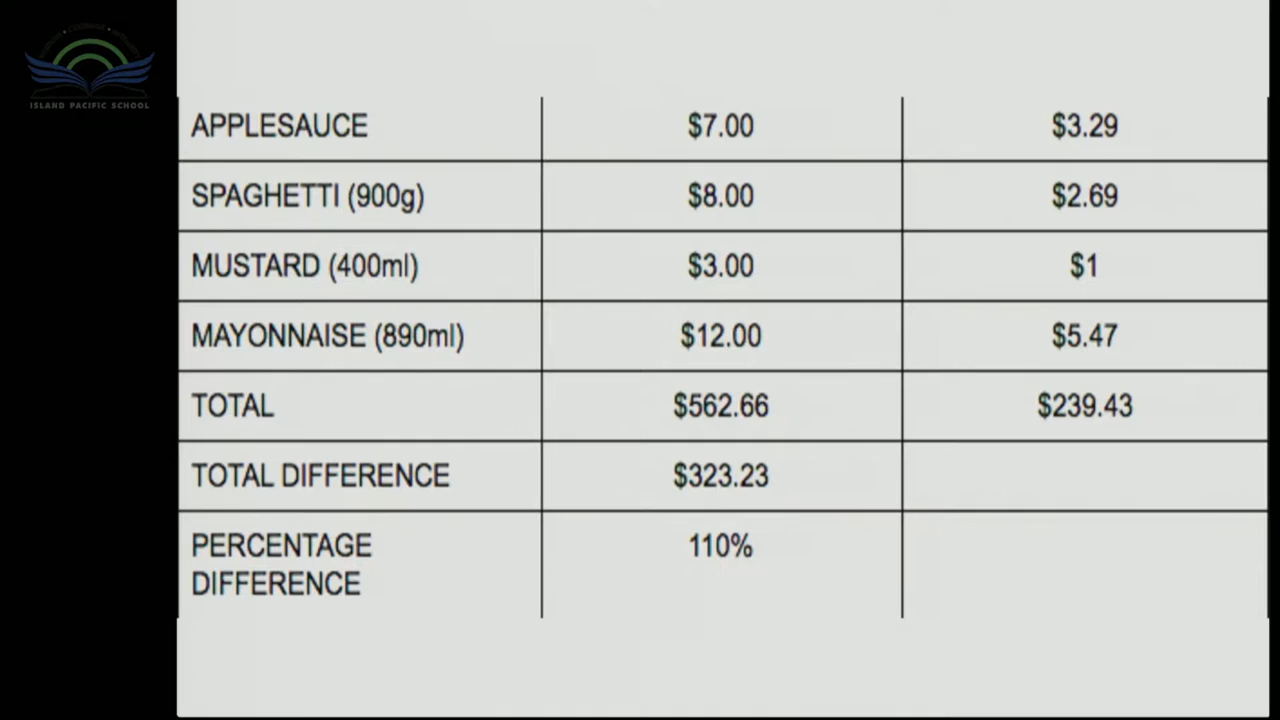 ISLAND PACIFIC SCHOOL
APPLESAUCE $7.00 $3.29
SPAGHETTI (900g) $8.00 $2.69
MUSTARD (400ml) $3.00 $1
MAYONNAISE (890ml) $12.00 $5.47
TOTAL $562.66 $239.43
TOTAL DIFFERENCE $323.23
PERCENTAGE 110%
DIFFERENCE